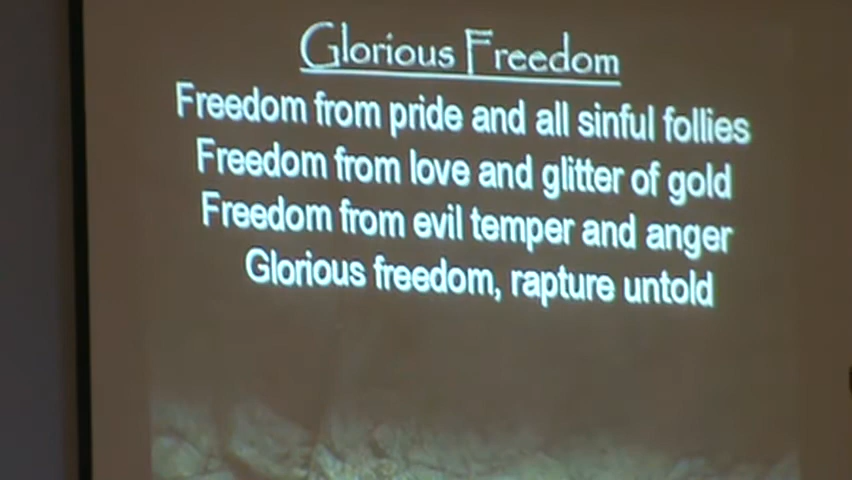 Glorious Freedom
Freedom from pride and all sinful follies
Freedom from love and glitter of gold
Freedom from evil temper and anger
Glorious freedom, rapture untold